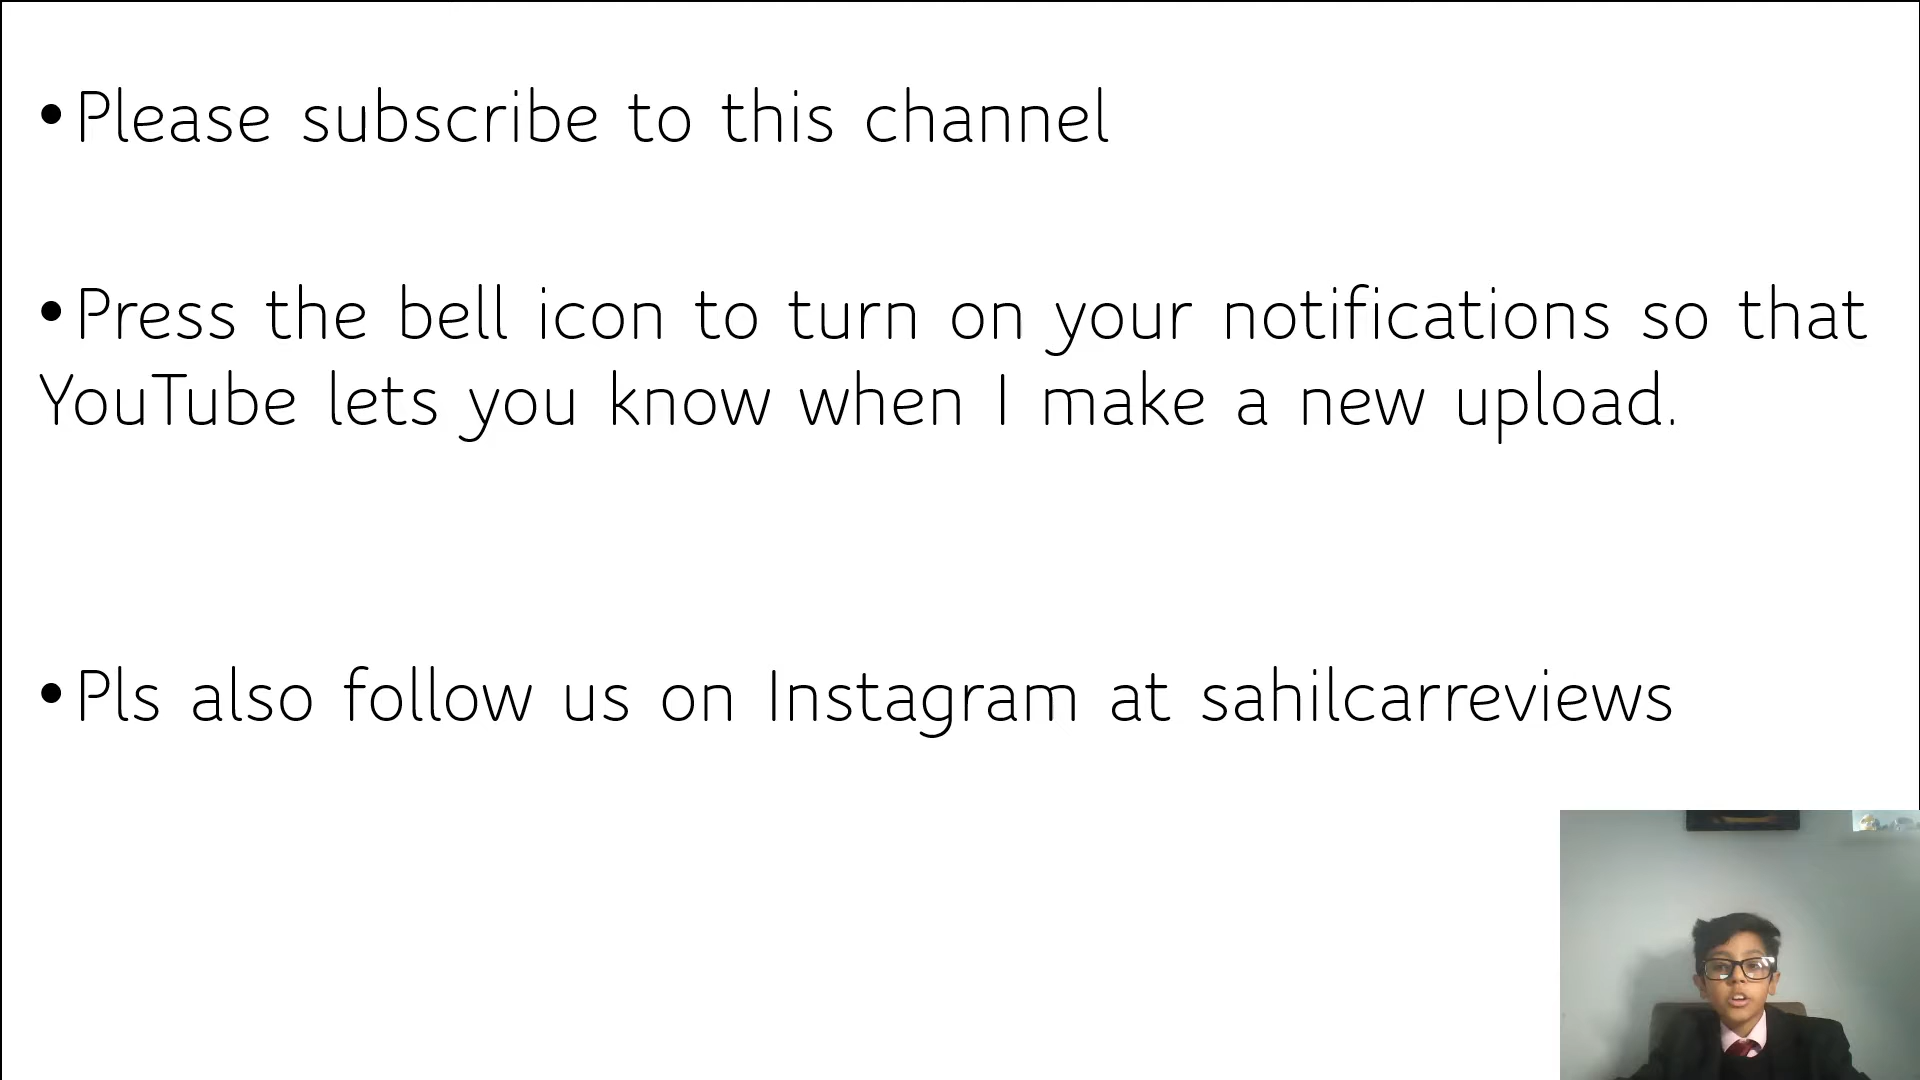 •Please subscribe to this channel
•Press the bell icon to turn on your notifications so that
YouTube lets you know when I make a new upload.
•Pls also follow us on Instagram at sahilcarreviews